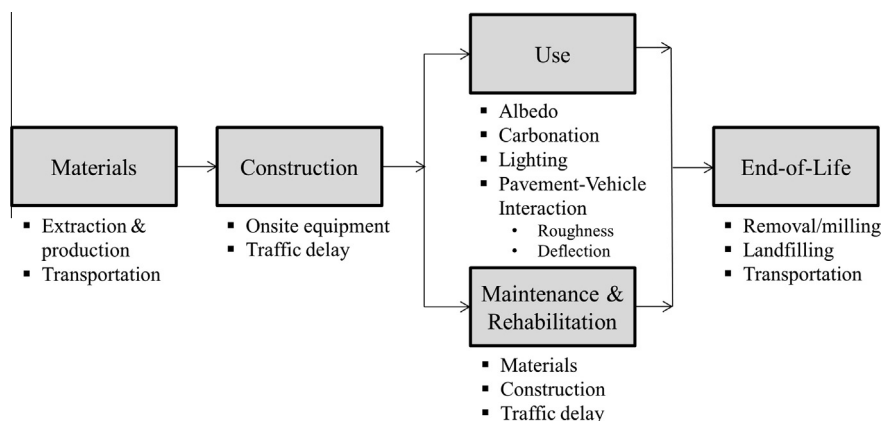 Materials
▪ Extraction &
production
▪ Transportation
Construction
▪ Onsite equipment
▪ Traffic delay
Use
▪ Albedo
▪ Carbonation
▪ Lighting
▪ Pavement-Vehicle
Interaction
• Roughness
• Deflection
Maintenance &
Rehabilitation
▪ Materials
▪ Construction
▪ Traffic delay
End-of-Life
▪ Removal/milling
▪ Landfilling
▪ Transportation